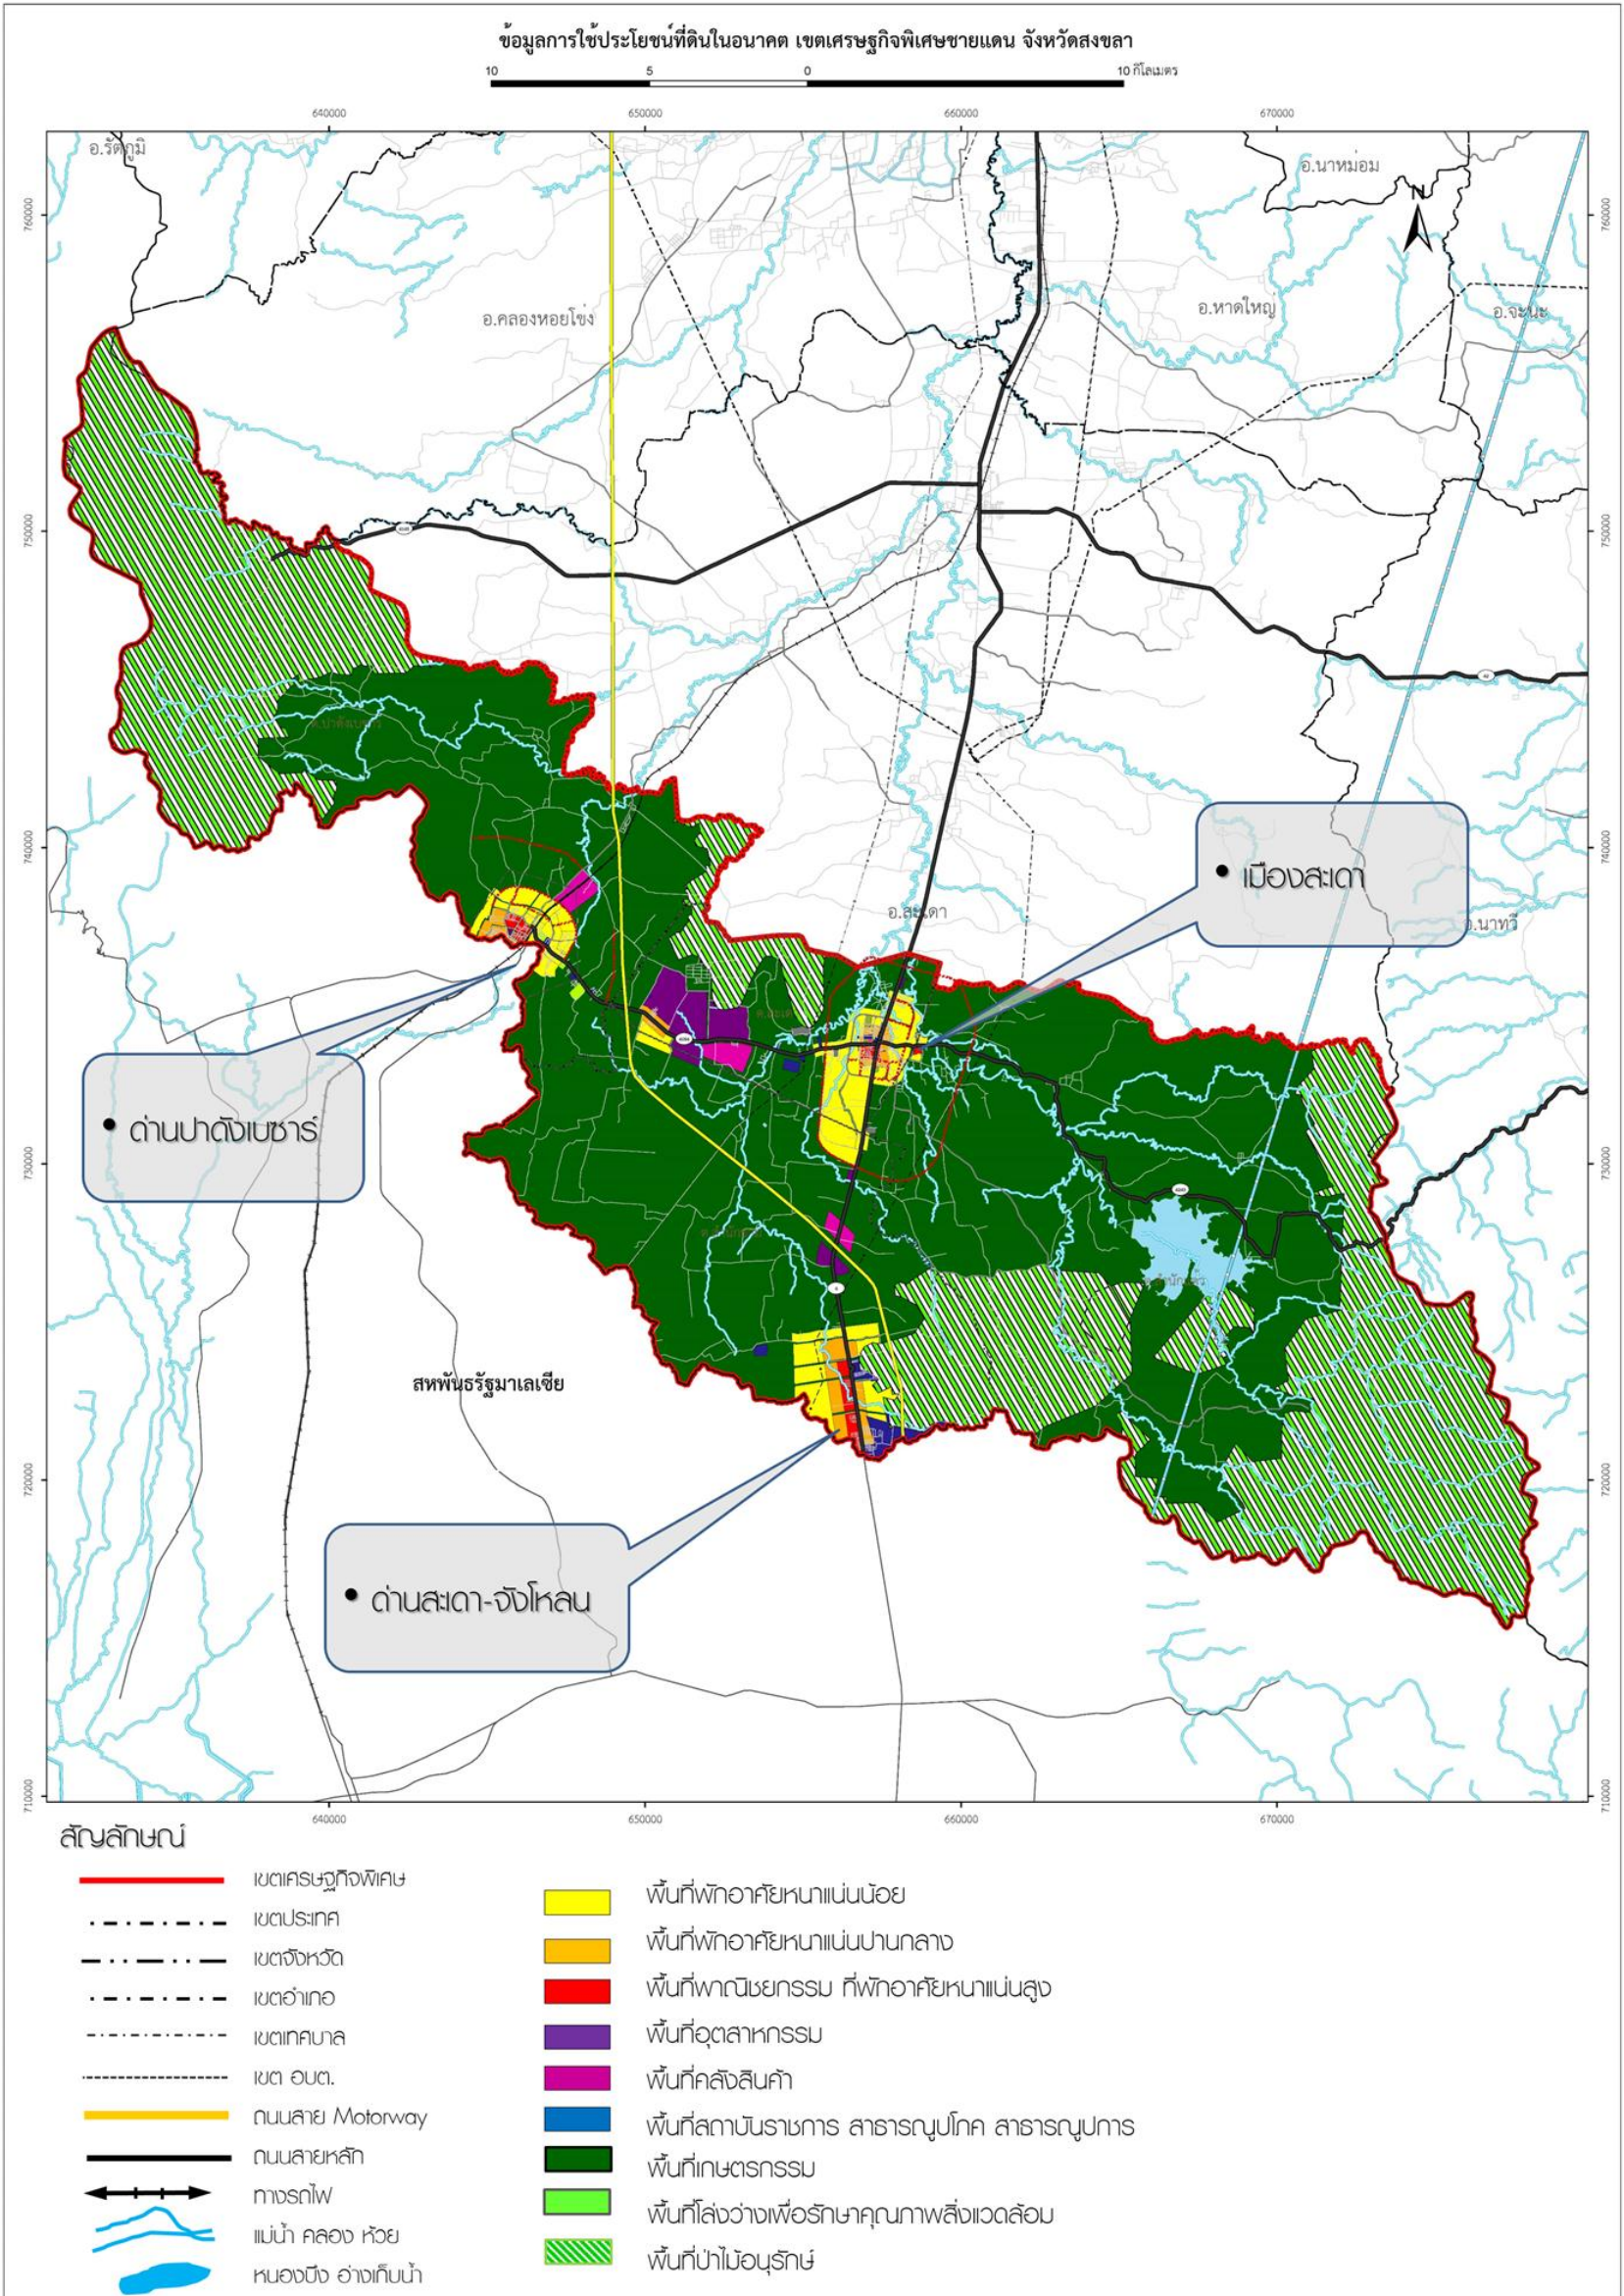 ข้อมูลการใช้ประโยชน์ที่ดินในอนาคต เขตเศรษฐกิจพิเศษชายแดน จังหวัดสงขลา
10 5 0 10 กิโลเมตร
640000 650000 660000 670000
อ.รัตภูมิ
อ.นาหม่อม
N
760000 760000
อ.คลองหอยโข่ง
อ.หาดใหญ่
อ.จะนะ
750000 750000
ต.ปาดังเบซาร์
740000 740000
• เมืองสะเดา
อ.สะเดา
อ.นาทวี
• ด่านปาดังเบซาร์
730000 730000
4
สหพันธรัฐมาเลเซีย
720000 720000
• ด่านสะเดา-จังโหลน
710000 710000
640000 650000 660000 670000
สัญลักษณ์
เขตเศรษฐกิจพิเศษ
เขตประเทศ
เขตจังหวัด
เขตอำเภอ
เขตเทศบาล
เขต อบต.
ถนนสาย Motorway
ถนนสายหลัก
ทางรถไฟ
แม่น้ำ คลอง ห้วย
หนองบึง อ่างเก็บน้ำ
พื้นที่พักอาศัยหนาแน่นน้อย
พื้นที่พักอาศัยหนาแน่นปานกลาง
พื้นที่พาณิชยกรรม ที่พักอาศัยหนาแน่นสูง
พื้นที่อุตสาหกรรม
พื้นที่คลังสินค้า
พื้นที่สถาบันราชการ สาธารณูปโภค สาธารณูปการ
พื้นที่เกษตรกรรม
พื้นที่โล่งว่างเพื่อรักษาคุณภาพสิ่งแวดล้อม
พื้นที่ป่าไม้อนุรักษ์